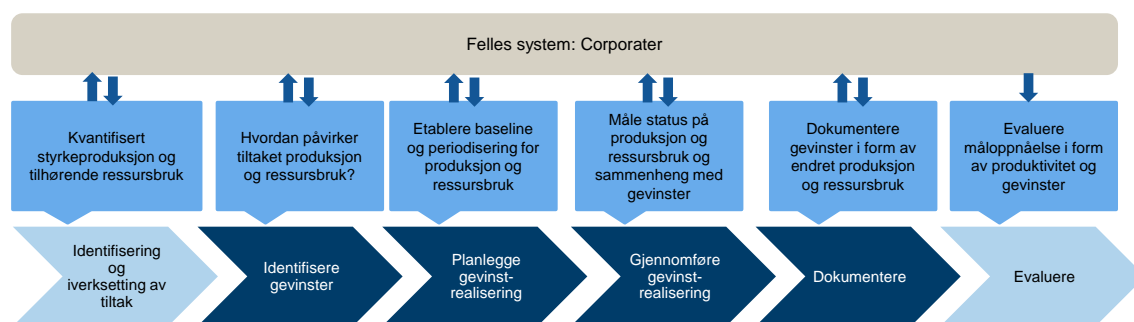 Felles system: Corporater
Kvantifisert
styrkeproduksjon og
tilhørende ressursbruk
Hvordan påvirker
tiltaket produksjon
og ressursbruk?
Etablere baseline
og periodisering for
produksjon og
ressursbruk
Måle status på
produksjon og
ressursbruk og
sammenheng med
gevinster
Dokumentere
gevinster i form av
endret produksjon
og ressursbruk
Evaluere
måloppnåelse i form
av produktivitet og
gevinster
Identifisering
og
iverksetting av
tiltak
Identifisere
gevinster
Planlegge
gevinst-
realisering
Gjennomføre
gevinst-
realisering
Dokumentere
Evaluere